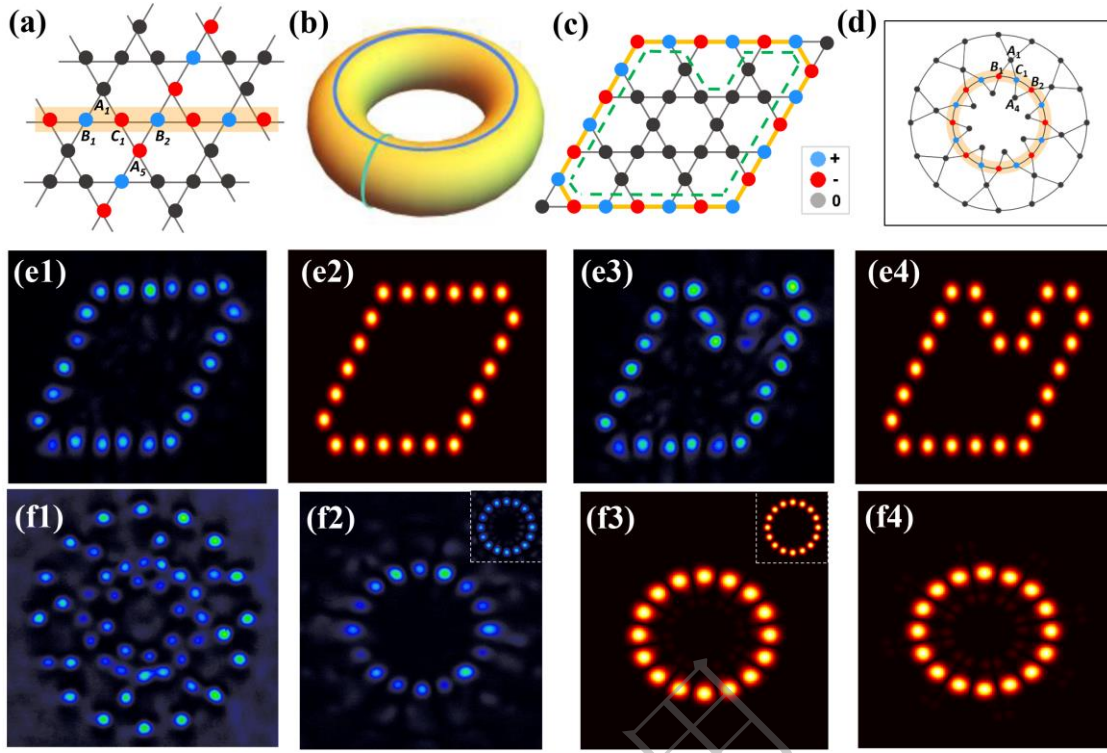 (a) (b) (c) (d)
A₁
B₁ C₁ B₂
A₅
+
-
0
A₁
B₁ C₁ B₂
A₄
(e1) (e2) (e3) (e4)
(f1) (f2) (f3) (f4)